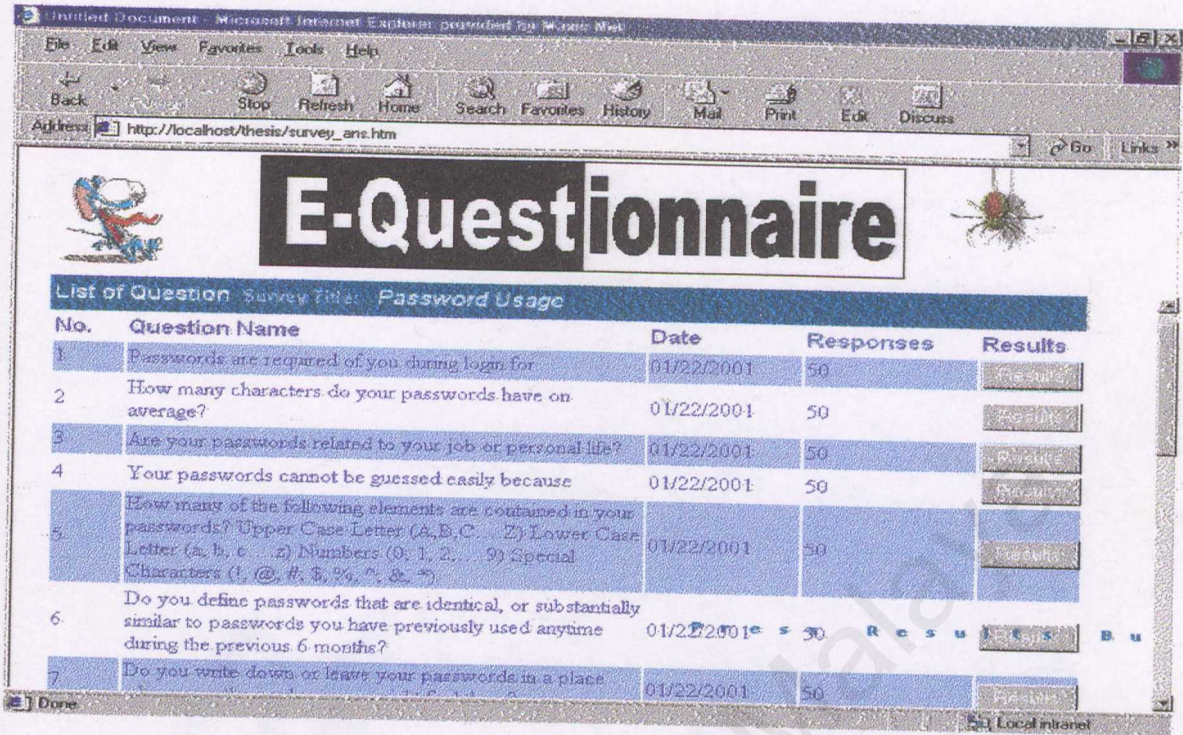 Untitled Document - Microsoft Internet Explorer provided by
File Edit View Favorites Tools Help
Back Stop Refresh Home Search Favorites History Mail Print Edit Discuss
Address http://localhost/thesis/survey_ans.htm Go Links »
E-Questionnaire
List of Question Survey Title: Password Usage
No. Question Name Date Responses Results
1 Passwords are required of you during login for 01/22/2001 50 Results
2 How many characters do your passwords have on
average? 01/22/2001 50 Results
3 Are your passwords related to your job or personal life? 01/22/2001 50 Results
4 Your passwords cannot be guessed easily because 01/22/2001 50 Results
How many of the following elements are contained in your
passwords? Upper Case Letter (A,B,C... Z) Lower Case
5 Letter (a, b, c... z) Numbers (0, 1, 2,... 9) Special 01/22/2001 50 Results
Characters (!, @, #, $, %, ^, &, *)
Do you define passwords that are identical, or substantially
6 similar to passwords you have previously used anytime 01/22/2001 50 Results
during the previous 6 months?
7 Do you write down or leave your passwords in a place 01/22/2001 50 Results
Done Local intranet
Malaya